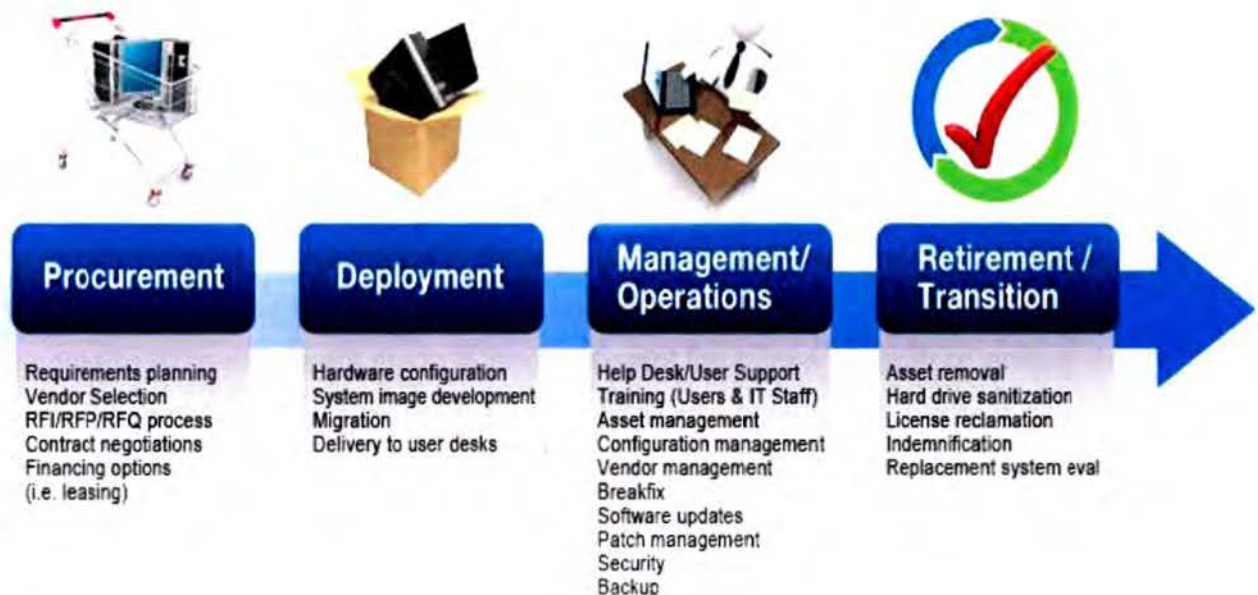 Procurement
Requirements planning
Vendor Selection
RFI/RFP/RFQ process
Contract negotiations
Financing options
(i.e. leasing)
Deployment
Hardware configuration
System image development
Migration
Delivery to user desks
Management/
Operations
Help Desk/User Support
Training (Users & IT Staff)
Asset management
Configuration management
Vendor management
Breakfix
Software updates
Patch management
Security
Backup
Retirement /
Transition
Asset removal
Hard drive sanitization
License reclamation
Indemnification
Replacement system eval